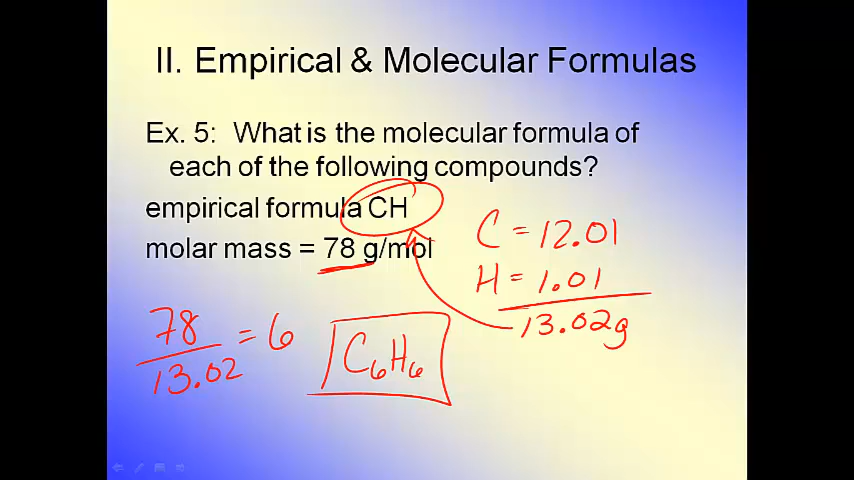 II. Empirical & Molecular Formulas
Ex. 5: What is the molecular formula of
each of the following compounds?
empirical formula CH
molar mass = 78 g/mol
C = 12.01
H = 1.01
13.02g
78
13.02
= 6
C₆H₆